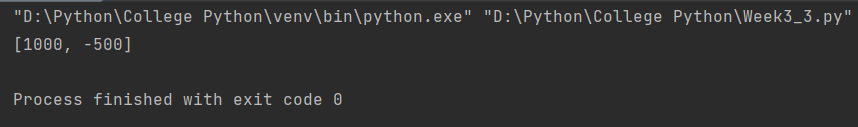 "D:\Python\College Python\venv\bin\python.exe" "D:\Python\College Python\Week3_3.py"
[1000, -500]
Process finished with exit code 0